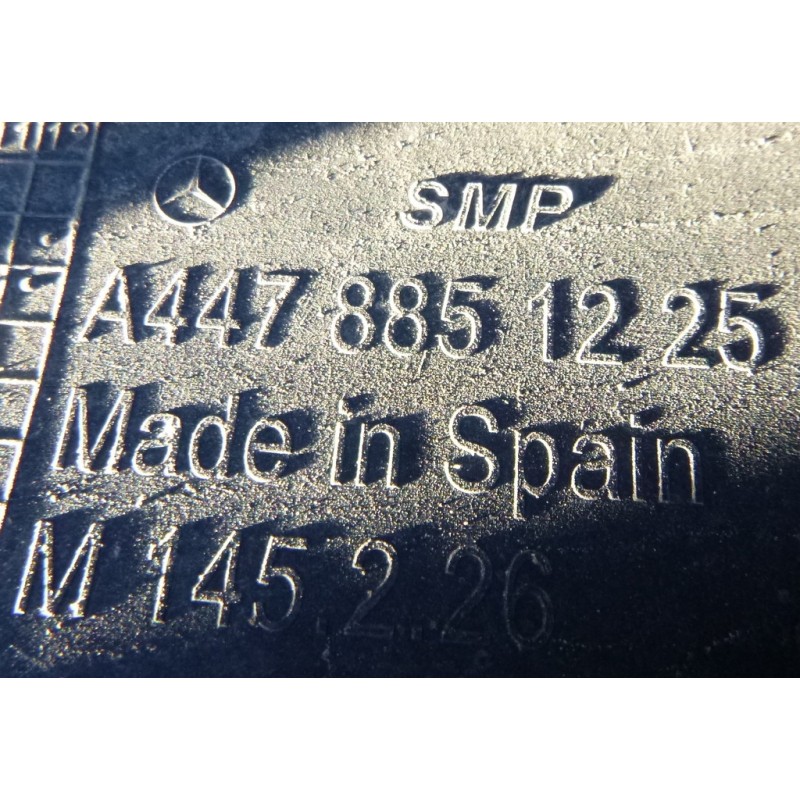 SMP
A447 885 12 25
Made in Spain
M 145.2.26